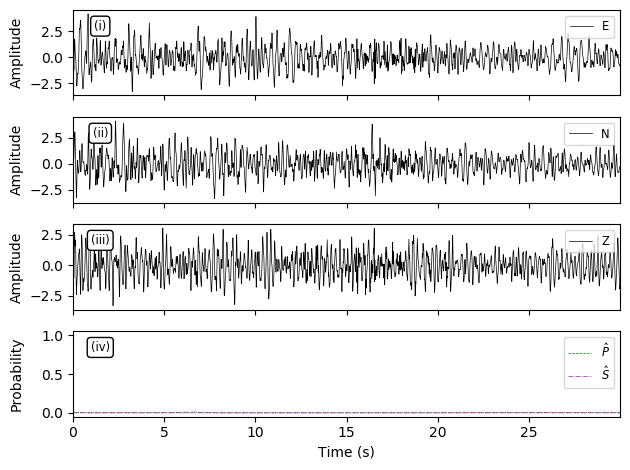 Amplitude
2.5
0.0
−2.5
(i)
E
Amplitude
2.5
0.0
−2.5
(ii)
N
Amplitude
2.5
0.0
−2.5
(iii)
Z
Probability
1.0
0.5
0.0
(iv)
P̂
Ŝ
0 5 10 15 20 25
Time (s)